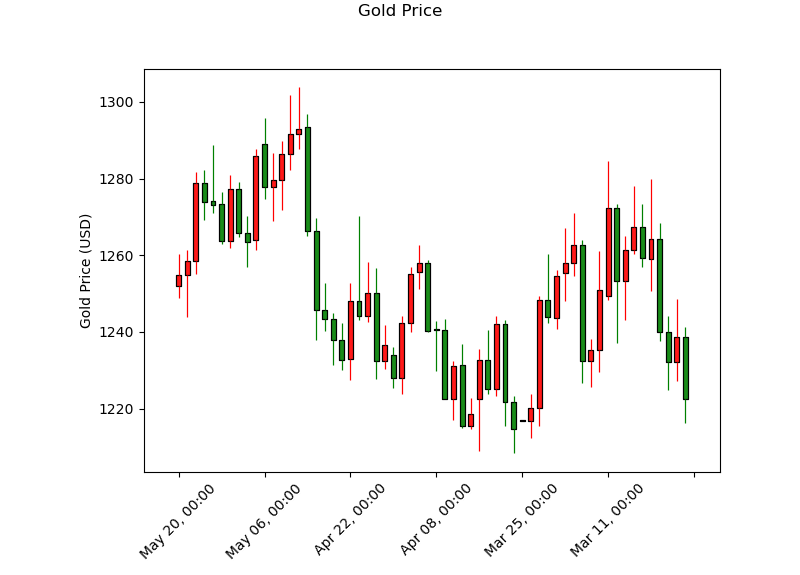 Gold Price
Gold Price (USD)
1300
1280
1260
1240
1220
May 20, 00:00
May 06, 00:00
Apr 22, 00:00
Apr 08, 00:00
Mar 25, 00:00
Mar 11, 00:00